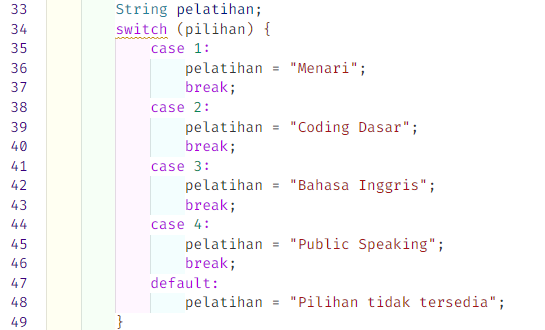 33 String pelatihan;
34 switch (pilihan) {
35 case 1:
36 pelatihan = "Menari";
37 break;
38 case 2:
39 pelatihan = "Coding Dasar";
40 break;
41 case 3:
42 pelatihan = "Bahasa Inggris";
43 break;
44 case 4:
45 pelatihan = "Public Speaking";
46 break;
47 default:
48 pelatihan = "Pilihan tidak tersedia";
49 }